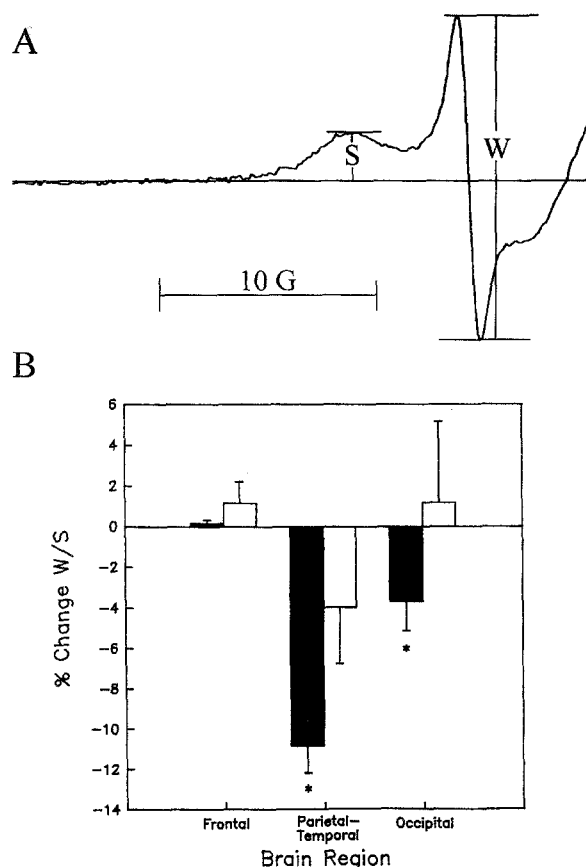 A
S
W
10 G
B
6
4
2
0
-2
-4
-6
-8
-10
-12
-14
% Change W/S
*
*
Frontal
Parietal-
Temporal
Occipital
Brain Region